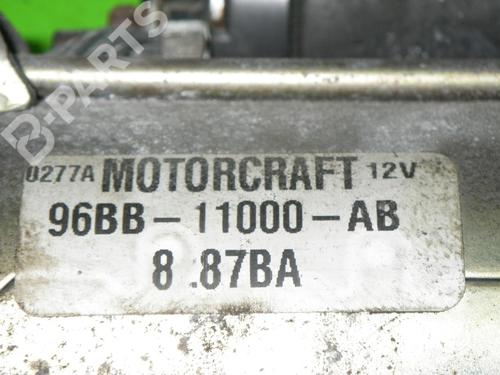 B-PARTS
0277A MOTORCRAFT 12V
96BB-11000-AB
8 .87BA